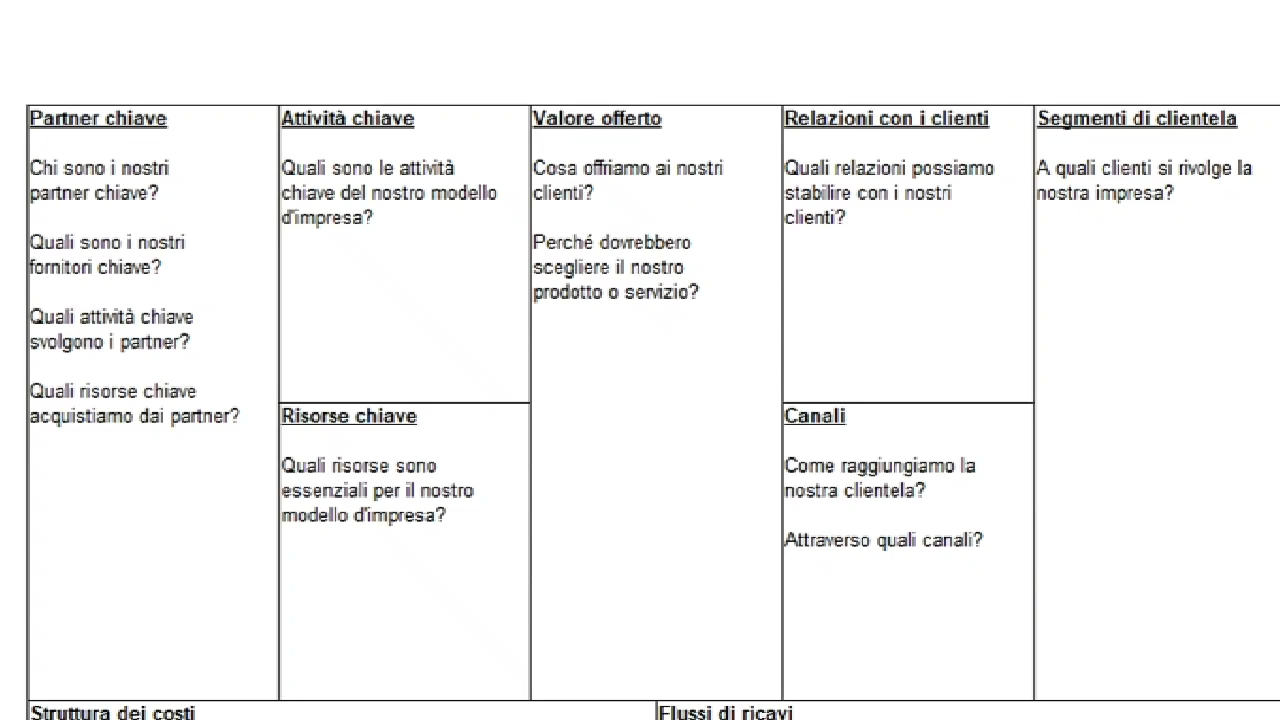 Partner chiave
Chi sono i nostri
partner chiave?
Quali sono i nostri
fornitori chiave?
Quali attività chiave
svolgono i partner?
Quali risorse chiave
acquistiamo dai partner?
Attività chiave
Quali sono le attività
chiave del nostro modello
d'impresa?
Risorse chiave
Quali risorse sono
essenziali per il nostro
modello d'impresa?
Valore offerto
Cosa offriamo ai nostri
clienti?
Perché dovrebbero
scegliere il nostro
prodotto o servizio?
Relazioni con i clienti
Quali relazioni possiamo
stabilire con i nostri
clienti?
Canali
Come raggiungiamo la
nostra clientela?
Attraverso quali canali?
Segmenti di clientela
A quali clienti si rivolge la
nostra impresa?
Struttura dei costi
Flussi di ricavi